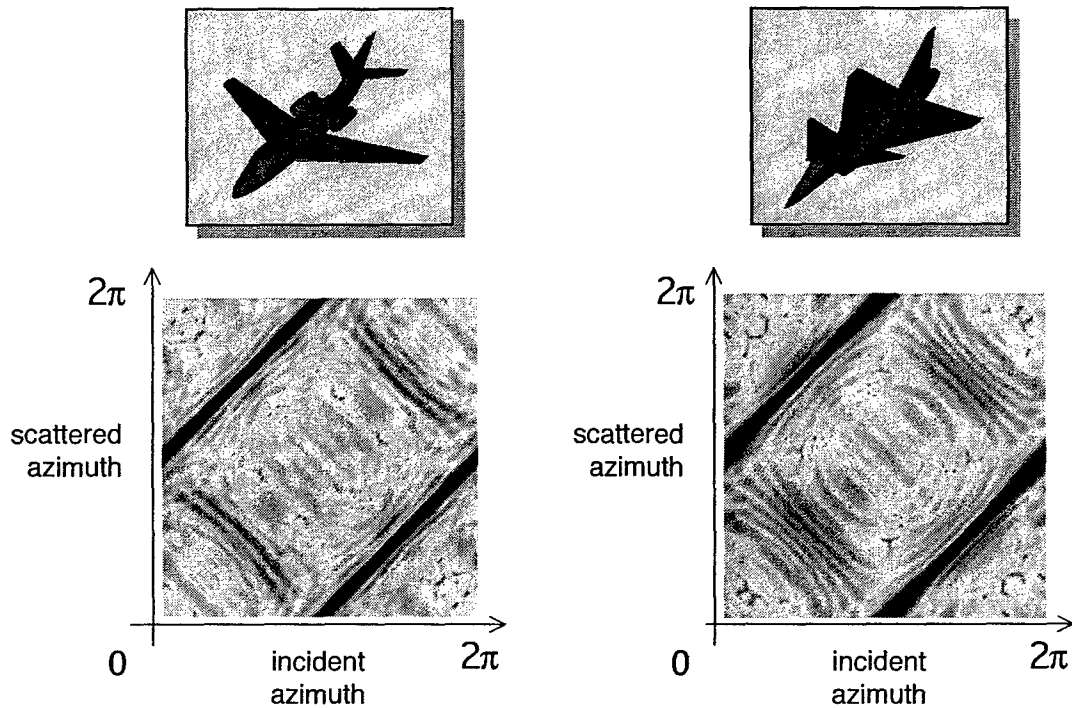 2π
scattered
azimuth
0
incident
azimuth
2π
2π
scattered
azimuth
0
incident
azimuth
2π